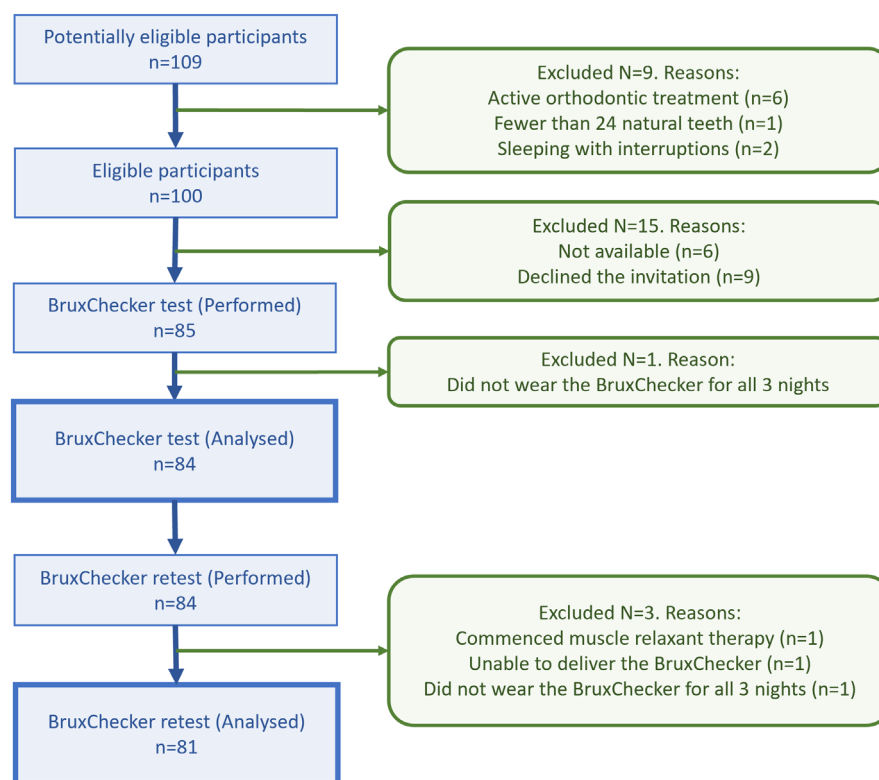 Potentially eligible participants
n=109
Excluded N=9. Reasons:
Active orthodontic treatment (n=6)
Fewer than 24 natural teeth (n=1)
Sleeping with interruptions (n=2)
Eligible participants
n=100
Excluded N=15. Reasons:
Not available (n=6)
Declined the invitation (n=9)
BruxChecker test (Performed)
n=85
Excluded N=1. Reason:
Did not wear the BruxChecker for all 3 nights
BruxChecker test (Analysed)
n=84
BruxChecker retest (Performed)
n=84
Excluded N=3. Reasons:
Commenced muscle relaxant therapy (n=1)
Unable to deliver the BruxChecker (n=1)
Did not wear the BruxChecker for all 3 nights (n=1)
BruxChecker retest (Analysed)
n=81